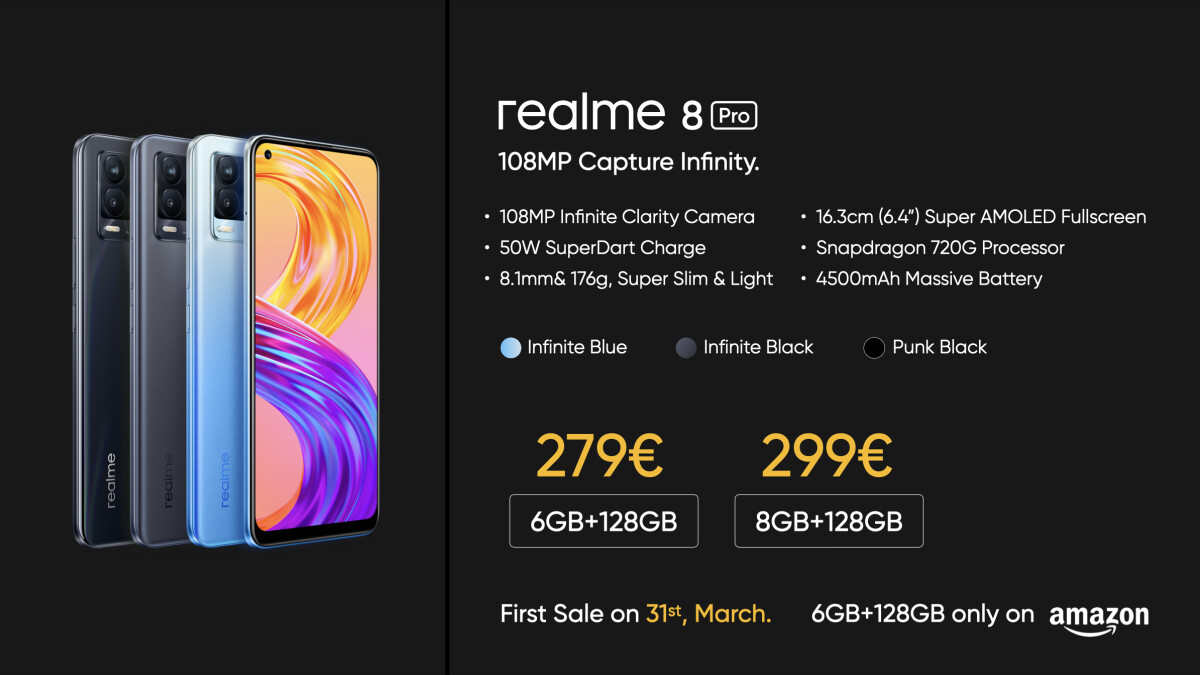 realme 8 Pro
108MP Capture Infinity.
• 108MP Infinite Clarity Camera
• 50W SuperDart Charge
• 8.1mm& 176g, Super Slim & Light
• 16.3cm (6.4”) Super AMOLED Fullscreen
• Snapdragon 720G Processor
• 4500mAh Massive Battery
Infinite Blue
Infinite Black
Punk Black
279€
6GB+128GB
299€
8GB+128GB
First Sale on 31st, March.
6GB+128GB only on amazon
realme
realme
realme